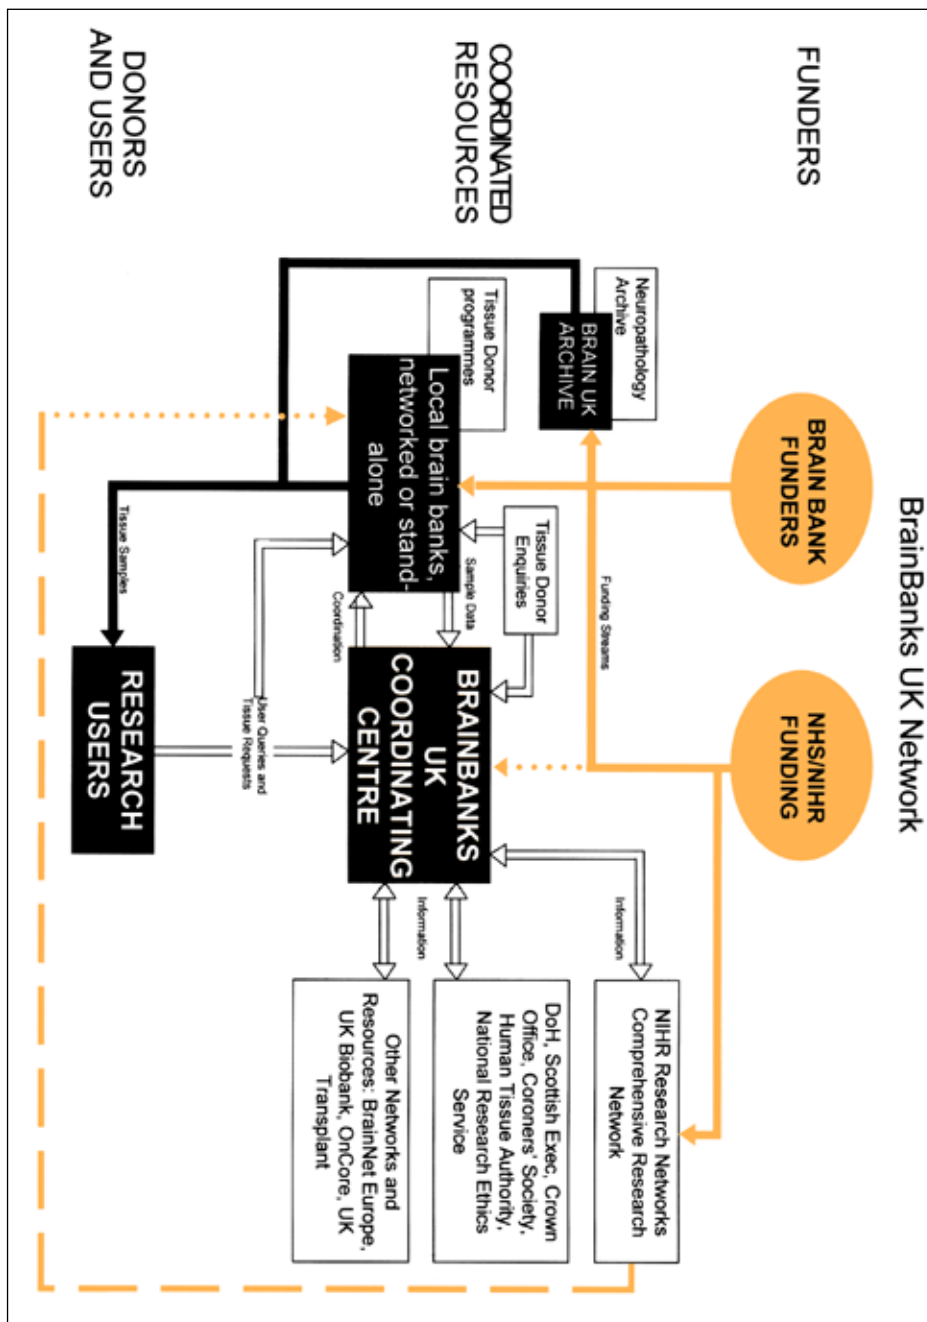 BrainBanks UK Network
FUNDERS
BRAIN BANK
FUNDERS
NHS/NIHR
FUNDING
COORDINATED
RESOURCES
Neuropathology
Archive
BRAIN UK
ARCHIVE
Funding Streams
Tissue Donor
programmes
Tissue Donor
Enquiries
Local brain banks,
networked or stand-
alone
Sample Data
Coordination
BRAINBANKS
UK
COORDINATING
CENTRE
Information
NIHR Research Networks
Comprehensive Research
Network
Information
DoH, Scottish Exec, Crown
Office, Coroners' Society,
Human Tissue Authority,
National Research Ethics
Service
Other Networks and
Resources: BrainNet Europe,
UK Biobank, OnCore, UK
Transplant
DONORS
AND USERS
Tissue Samples
User Queries and
Tissue Requests
RESEARCH
USERS